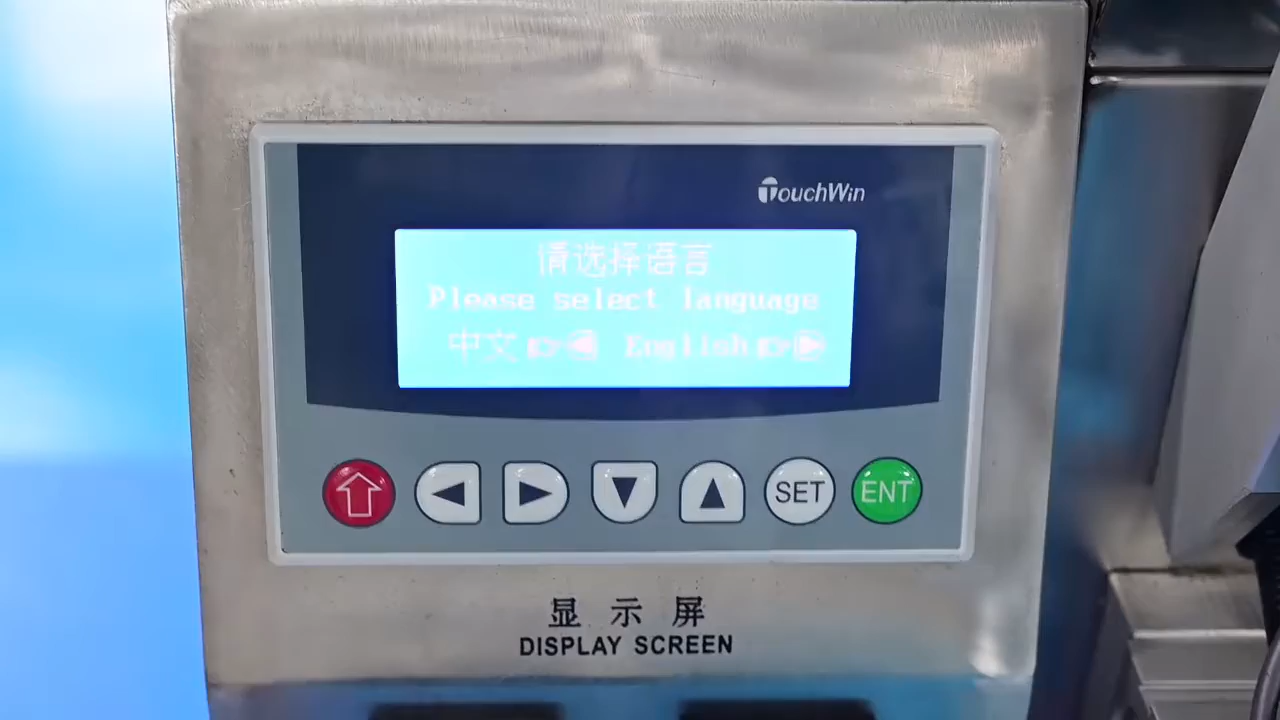 TouchWin
请选择语言
Please select language
中文 English
SET ENT
显示屏
DISPLAY SCREEN